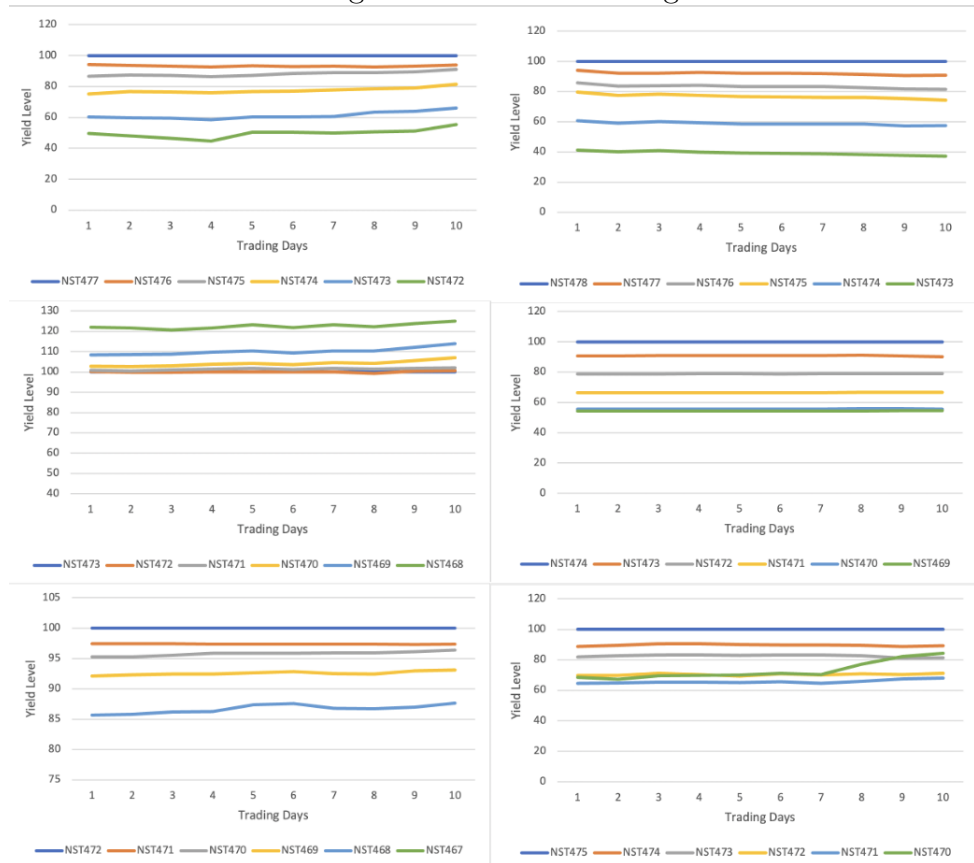 120
100
80
60
40
20
0
Yield Level
1 2 3 4 5 6 7 8 9 10
Trading Days
NST477 NST476 NST475 NST474 NST473 NST472
120
100
80
60
40
20
0
Yield Level
1 2 3 4 5 6 7 8 9 10
Trading Days
NST478 NST477 NST476 NST475 NST474 NST473
130
120
110
100
90
80
70
60
50
40
Yield Level
1 2 3 4 5 6 7 8 9 10
Trading Days
NST473 NST472 NST471 NST470 NST469 NST468
120
100
80
60
40
20
0
Yield Level
1 2 3 4 5 6 7 8 9 10
Trading Days
NST474 NST473 NST472 NST471 NST470 NST469
105
100
95
90
85
80
75
Yield Level
1 2 3 4 5 6 7 8 9 10
Trading Days
NST472 NST471 NST470 NST469 NST468 NST467
120
100
80
60
40
20
0
Yield Level
1 2 3 4 5 6 7 8 9 10
Trading Days
NST475 NST474 NST473 NST472 NST471 NST470